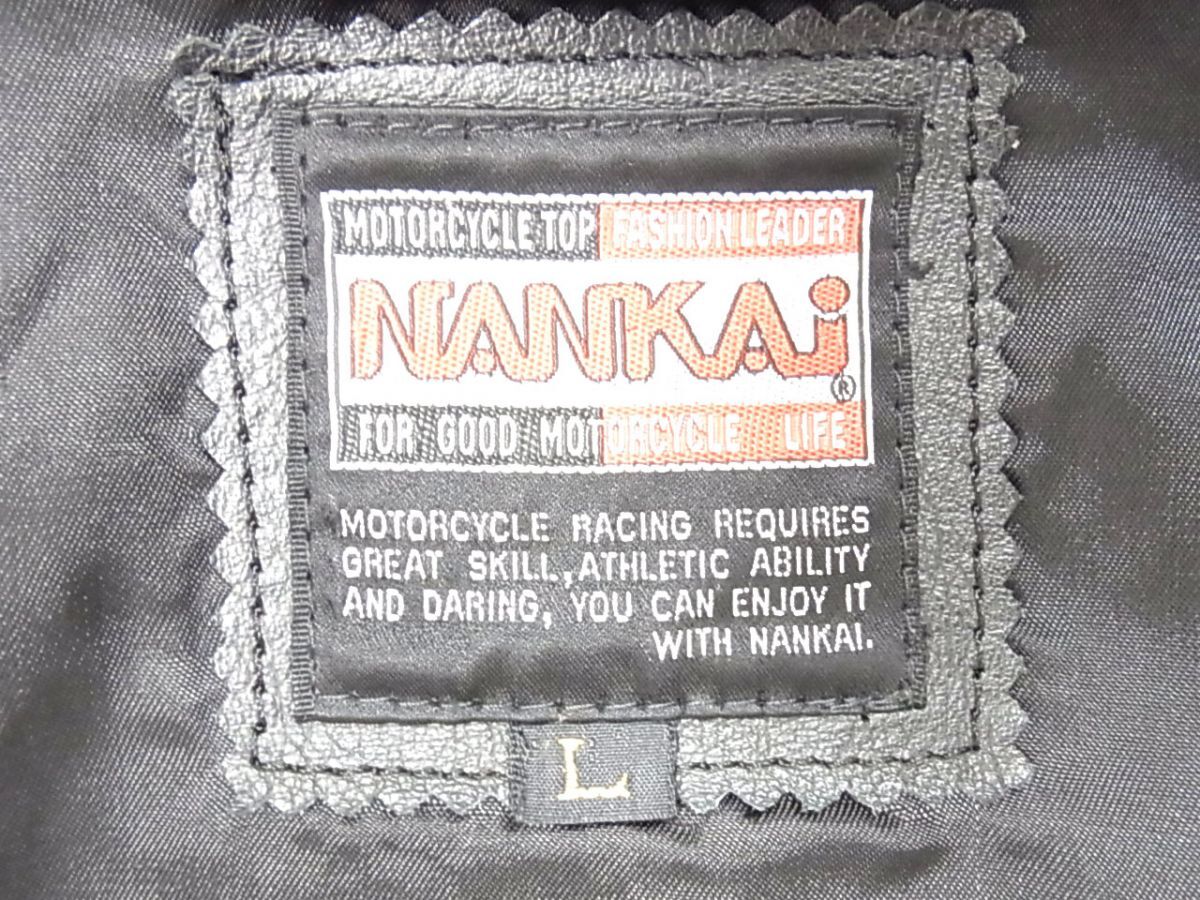 MOTORCYCLE TOP FASHION LEADER
NANKAi®
FOR GOOD MOTORCYCLE LIFE
MOTORCYCLE RACING REQUIRES
GREAT SKILL, ATHLETIC ABILITY
AND DARING, YOU CAN ENJOY IT
WITH NANKAI.
L